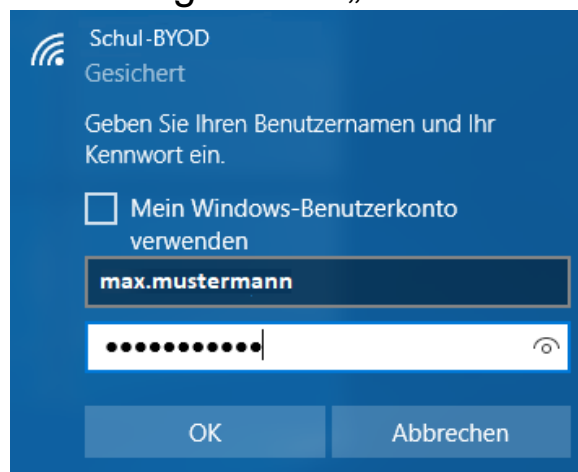 Schul-BYOD
Gesichert
Geben Sie Ihren Benutzernamen und Ihr
Kennwort ein.
Mein Windows-Benutzerkonto
verwenden
max.mustermann
●●●●●●●●●●●
OK
Abbrechen